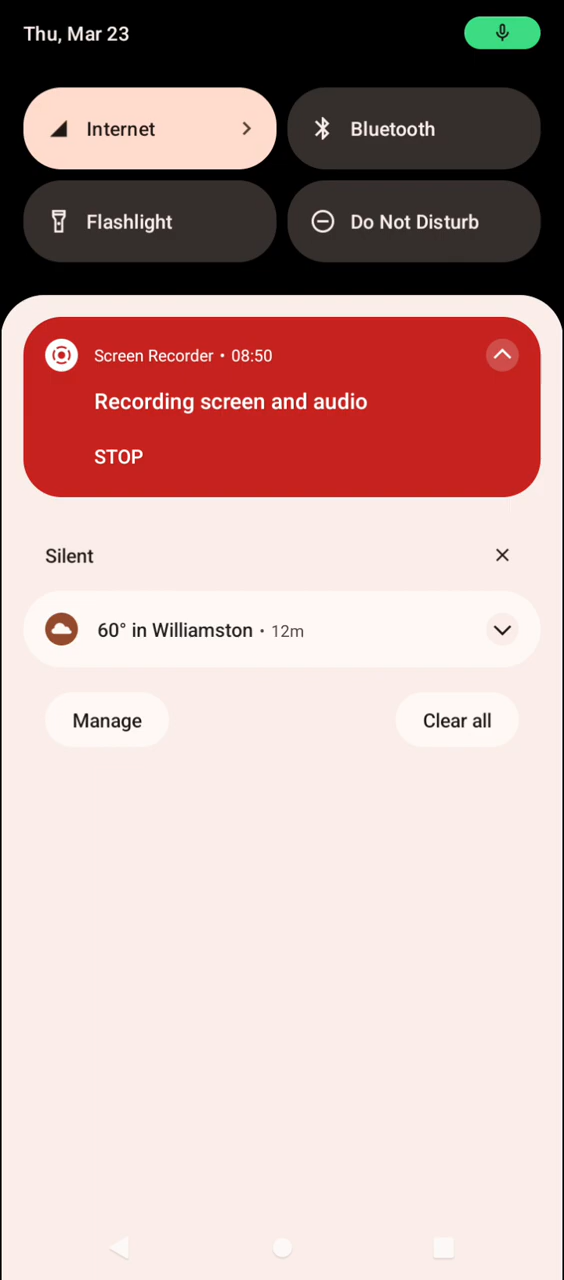 Thu, Mar 23
Internet
Bluetooth
Flashlight
Do Not Disturb
Screen Recorder • 08:50
Recording screen and audio
STOP
Silent
60° in Williamston • 12m
Manage
Clear all